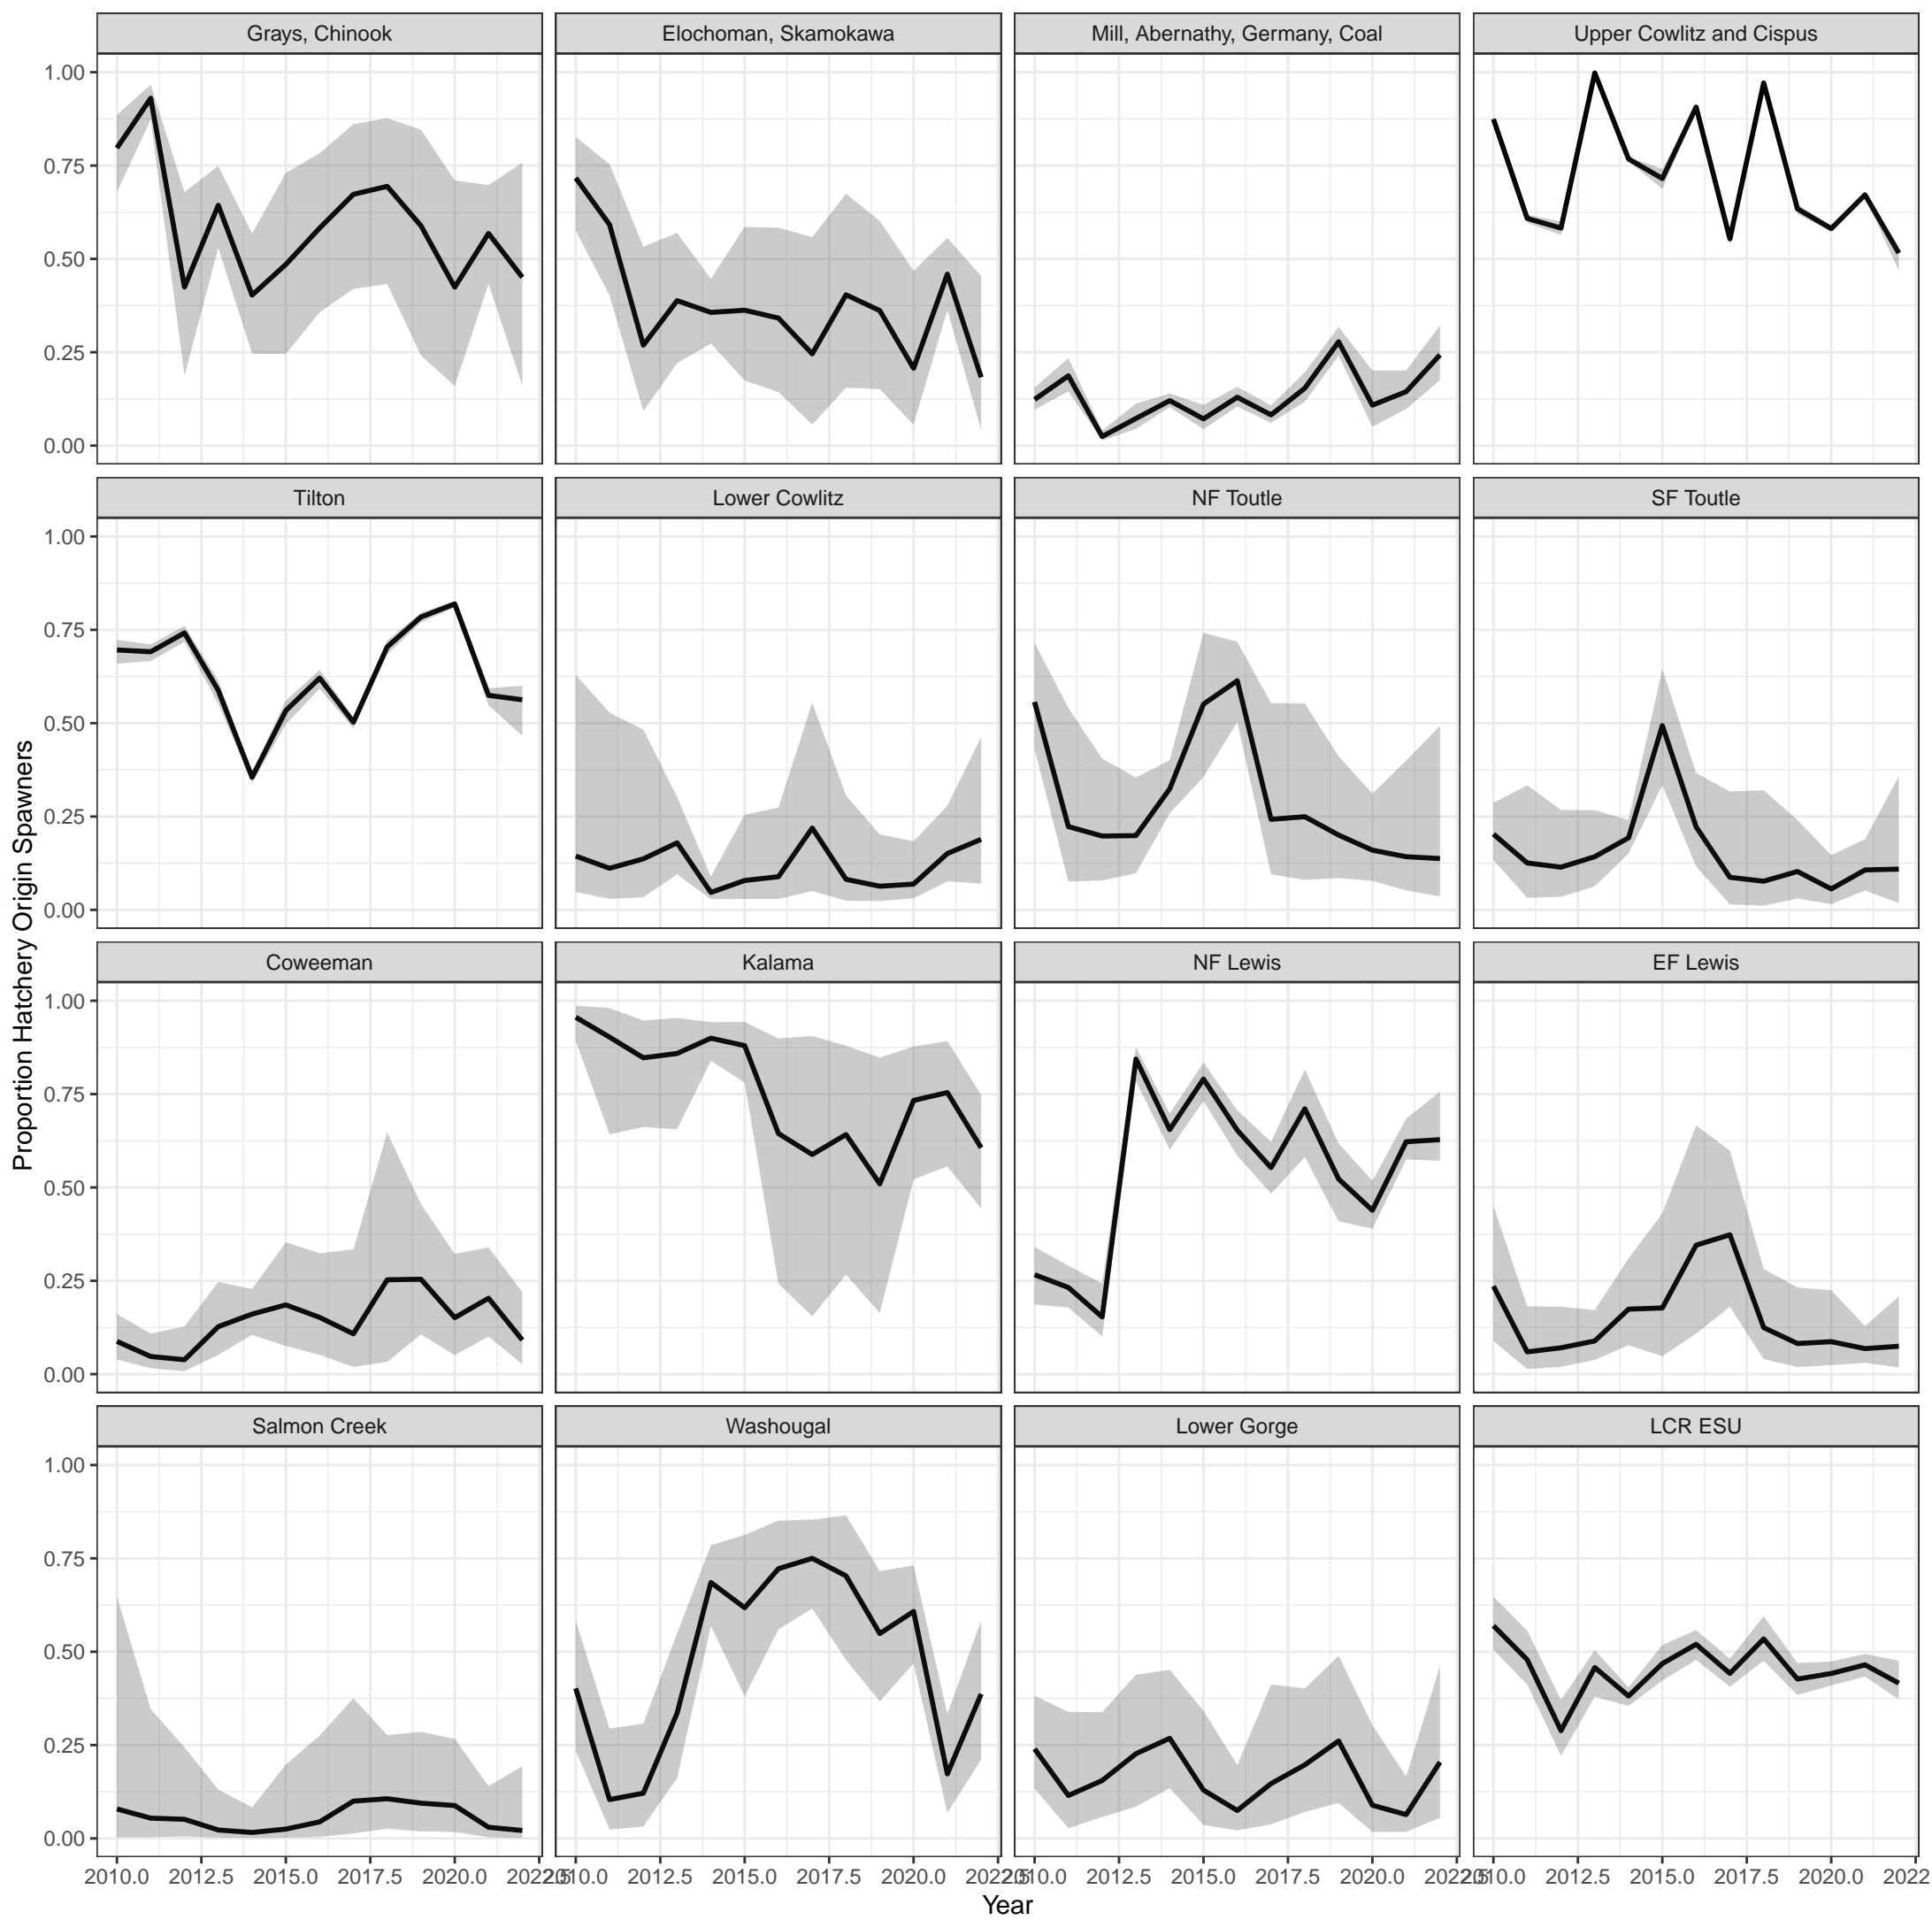 Grays, Chinook
Elochoman, Skamokawa
Mill, Abernathy, Germany, Coal
Upper Cowlitz and Cispus
1.00
0.75
0.50
0.25
0.00
Tilton
Lower Cowlitz
NF Toutle
SF Toutle
1.00
0.75
0.50
0.25
0.00
Proportion Hatchery Origin Spawners
Coweeman
Kalama
NF Lewis
EF Lewis
1.00
0.75
0.50
0.25
0.00
Salmon Creek
Washougal
Lower Gorge
LCR ESU
1.00
0.75
0.50
0.25
0.00
2010.0 2012.5 2015.0 2017.5 2020.0 2022.5
2010.0 2012.5 2015.0 2017.5 2020.0 2022.5
2010.0 2012.5 2015.0 2017.5 2020.0 2022
Year